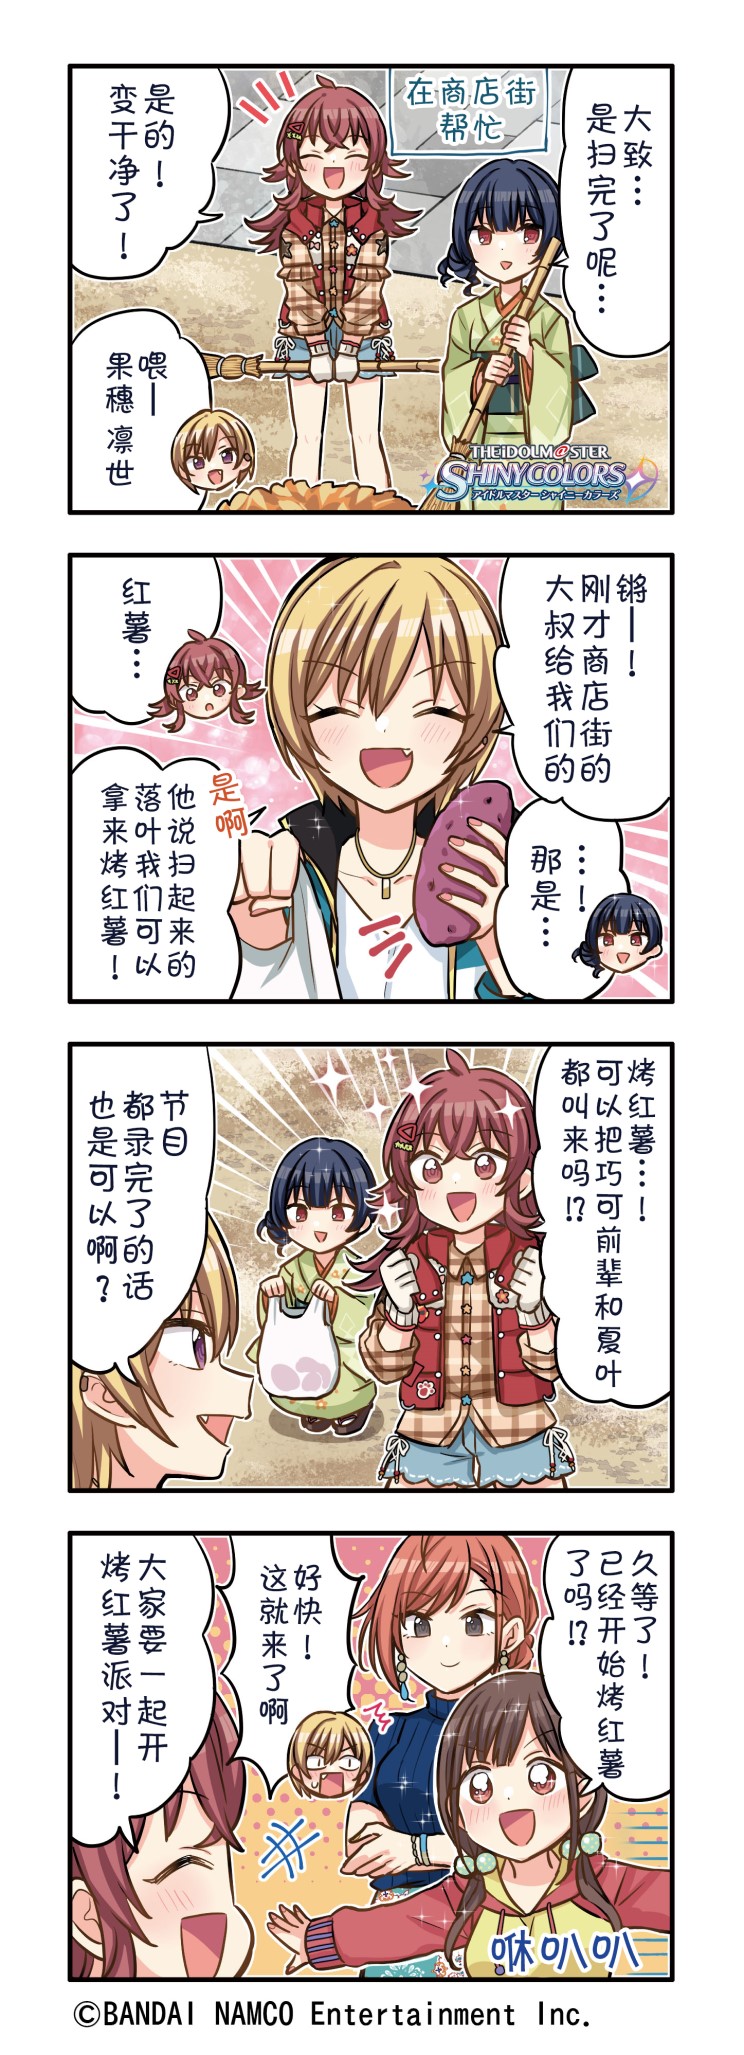 大致…
是扫完了呢…
在商店街
帮忙
是的！
变干净了！
喂—
果穗 凛世
THE iDOLM@STER
SHINY COLORS
アイドルマスターシャイニーカラーズ
锵—！
刚才商店街的
大叔给我们的
红薯…
…！
那是…
是啊
他说扫起来的
落叶我们可以
拿来烤红薯！
烤红薯…！
可以把巧可前辈和夏叶
都叫来吗!?
节目
都录完了的话
也是可以啊？
久等了！
已经开始烤红薯
了吗!?
好快！
这就来了啊
大家要一起开
烤红薯派对—！
咻叭叭
©BANDAI NAMCO Entertainment Inc.